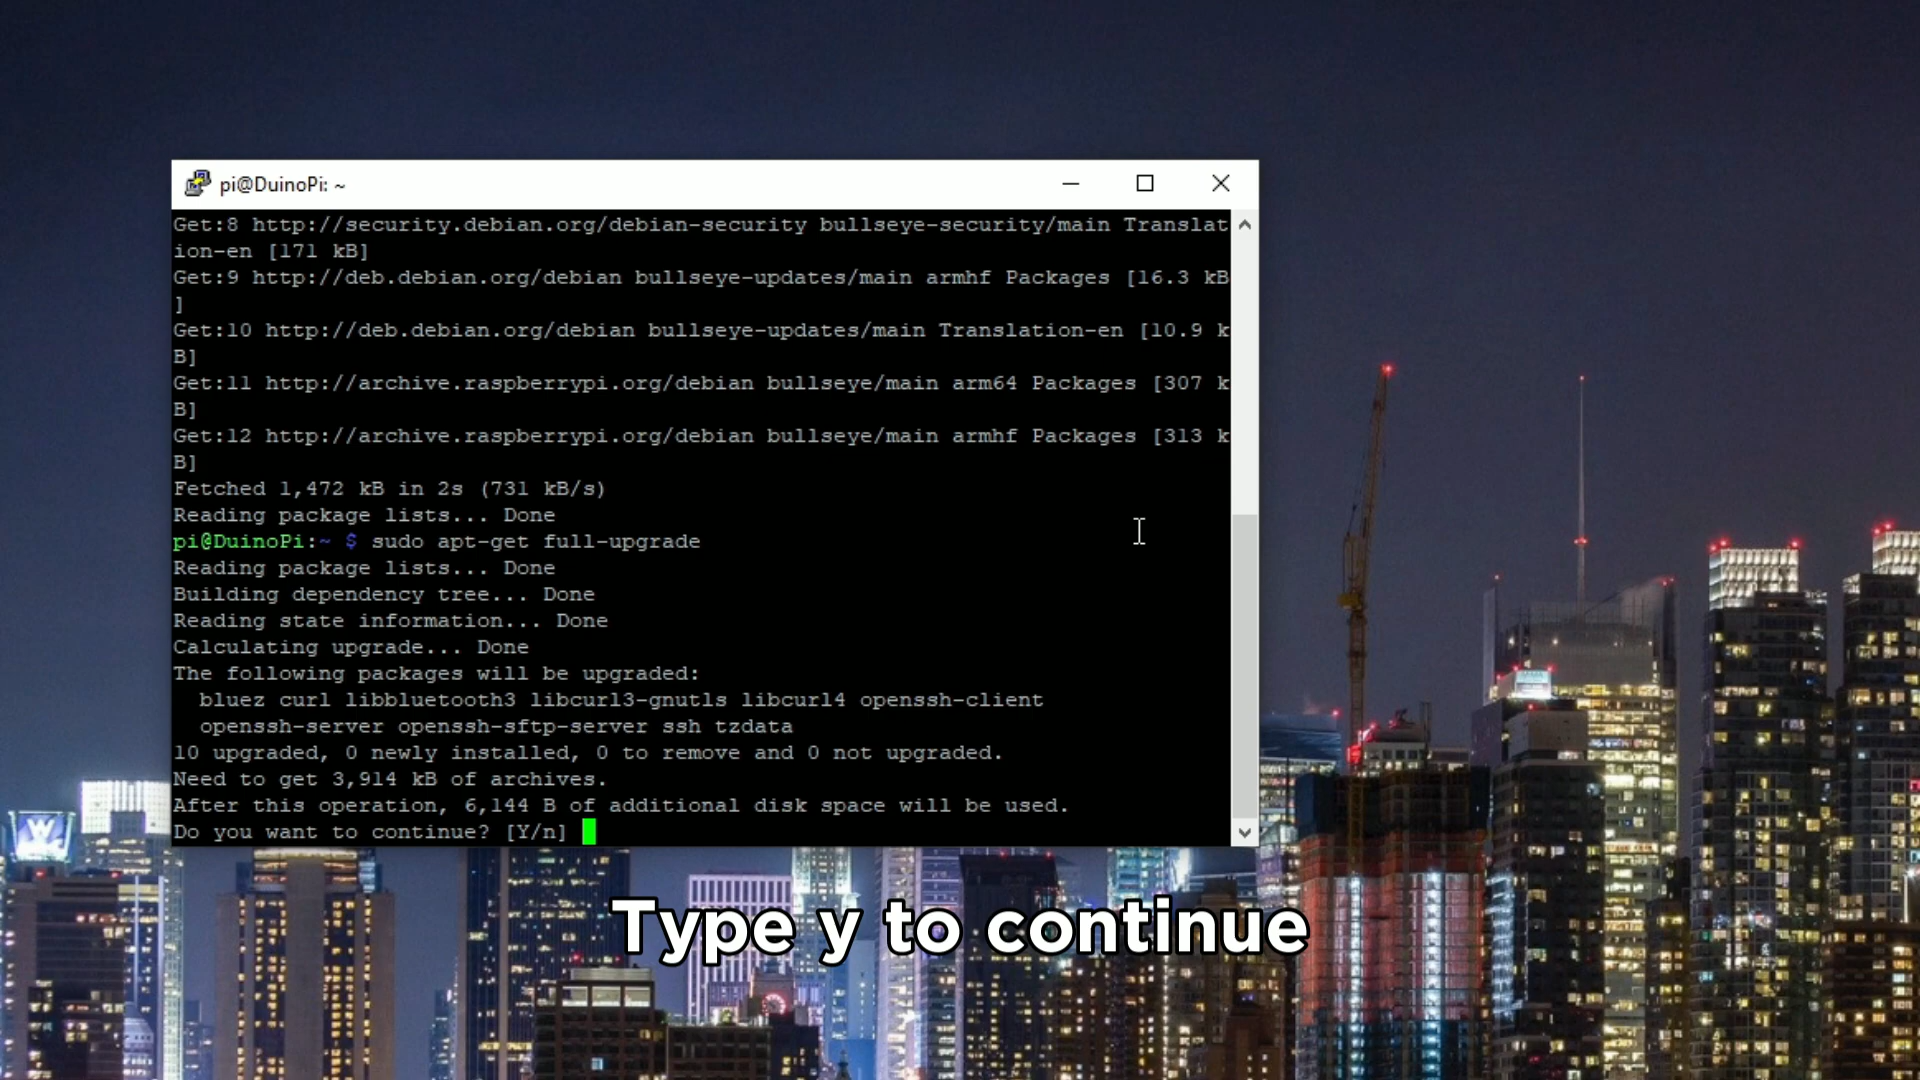 pi@DuinoPi: ~
Get:8 http://security.debian.org/debian-security bullseye-security/main Translat
ion-en [171 kB]
Get:9 http://deb.debian.org/debian bullseye-updates/main armhf Packages [16.3 kB
]
Get:10 http://deb.debian.org/debian bullseye-updates/main Translation-en [10.9 k
B]
Get:11 http://archive.raspberrypi.org/debian bullseye/main arm64 Packages [307 k
B]
Get:12 http://archive.raspberrypi.org/debian bullseye/main armhf Packages [313 k
B]
Fetched 1,472 kB in 2s (731 kB/s)
Reading package lists... Done
pi@DuinoPi:~ $ sudo apt-get full-upgrade
Reading package lists... Done
Building dependency tree... Done
Reading state information... Done
Calculating upgrade... Done
The following packages will be upgraded:
bluez curl libbluetooth3 libcurl3-gnutls libcurl4 openssh-client
openssh-server openssh-sftp-server ssh tzdata
10 upgraded, 0 newly installed, 0 to remove and 0 not upgraded.
Need to get 3,914 kB of archives.
After this operation, 6,144 B of additional disk space will be used.
Do you want to continue? [Y/n]
W
Type y to continue